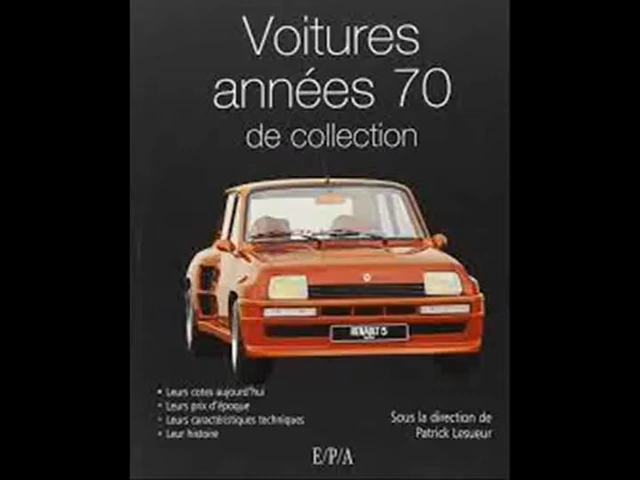 Voitures
années 70
de collection
RENAULT 5
• Leurs cotes aujourd'hui
• Leurs prix d'époque
• Leurs caractéristiques techniques
• Leur histoire
Sous la direction de
Patrick Lesueur
E/P/A